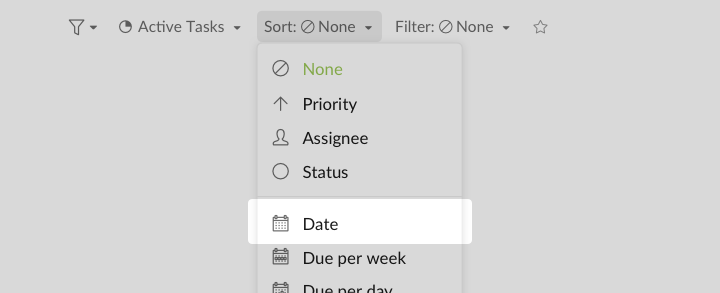 Active Tasks Sort: None Filter: None
None
Priority
Assignee
Status
Date
Due per week
Due per day